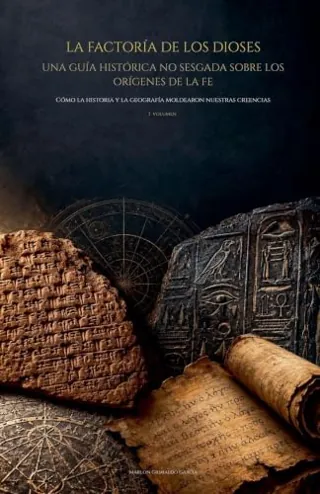 LA FACTORÍA DE LOS DIOSES
UNA GUÍA HISTÓRICA NO SESGADA SOBRE LOS
ORÍGENES DE LA FE
CÓMO LA HISTORIA Y LA GEOGRAFÍA MOLDEARON NUESTRAS CREENCIAS
I VOLUMEN
MARLON